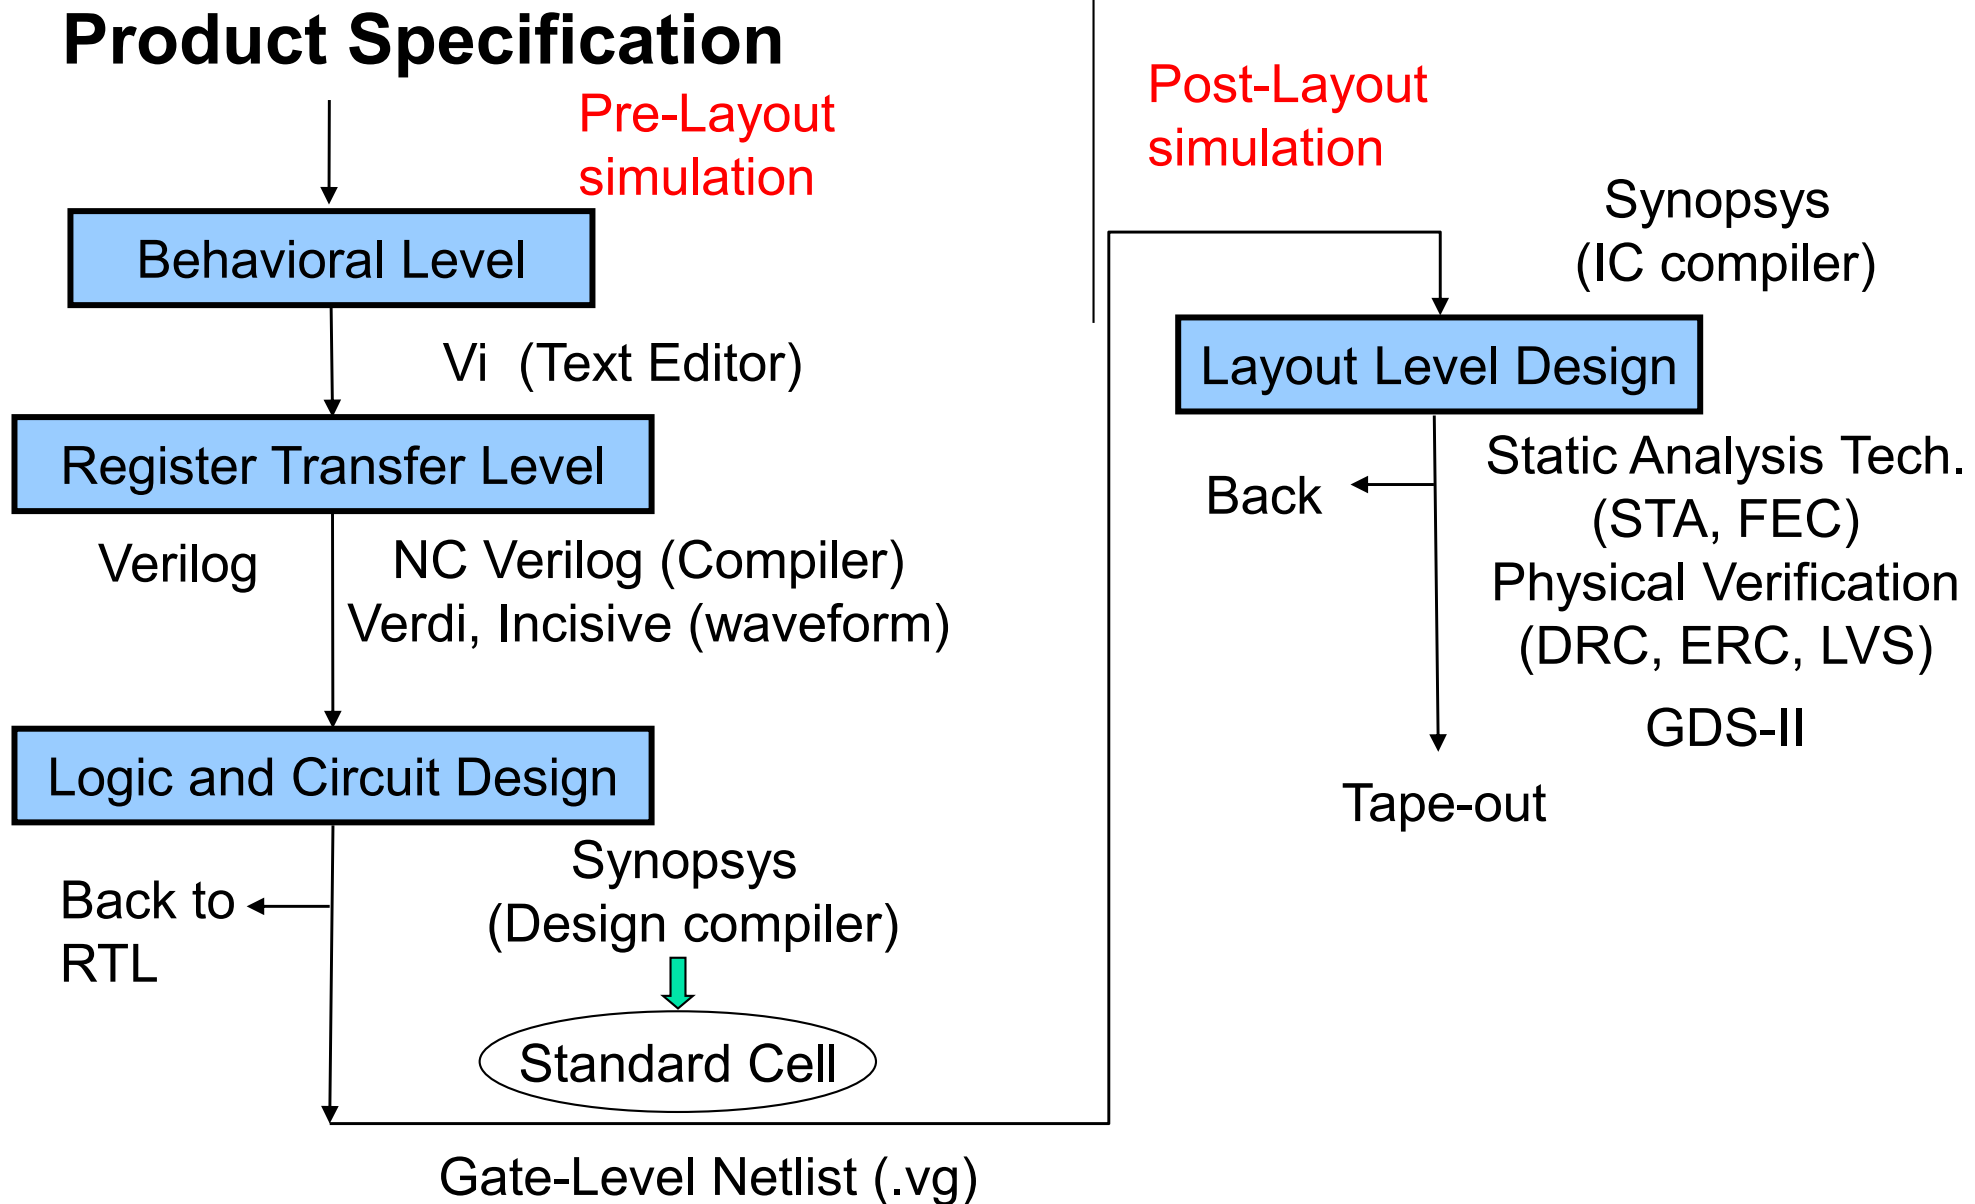 Product Specification
Pre-Layout
simulation
Behavioral Level
Vi (Text Editor)
Register Transfer Level
Verilog
NC Verilog (Compiler)
Verdi, Incisive (waveform)
Logic and Circuit Design
Back to
RTL
Synopsys
(Design compiler)
Standard Cell
Gate-Level Netlist (.vg)
Post-Layout
simulation
Synopsys
(IC compiler)
Layout Level Design
Back
Static Analysis Tech.
(STA, FEC)
Physical Verification
(DRC, ERC, LVS)
GDS-II
Tape-out